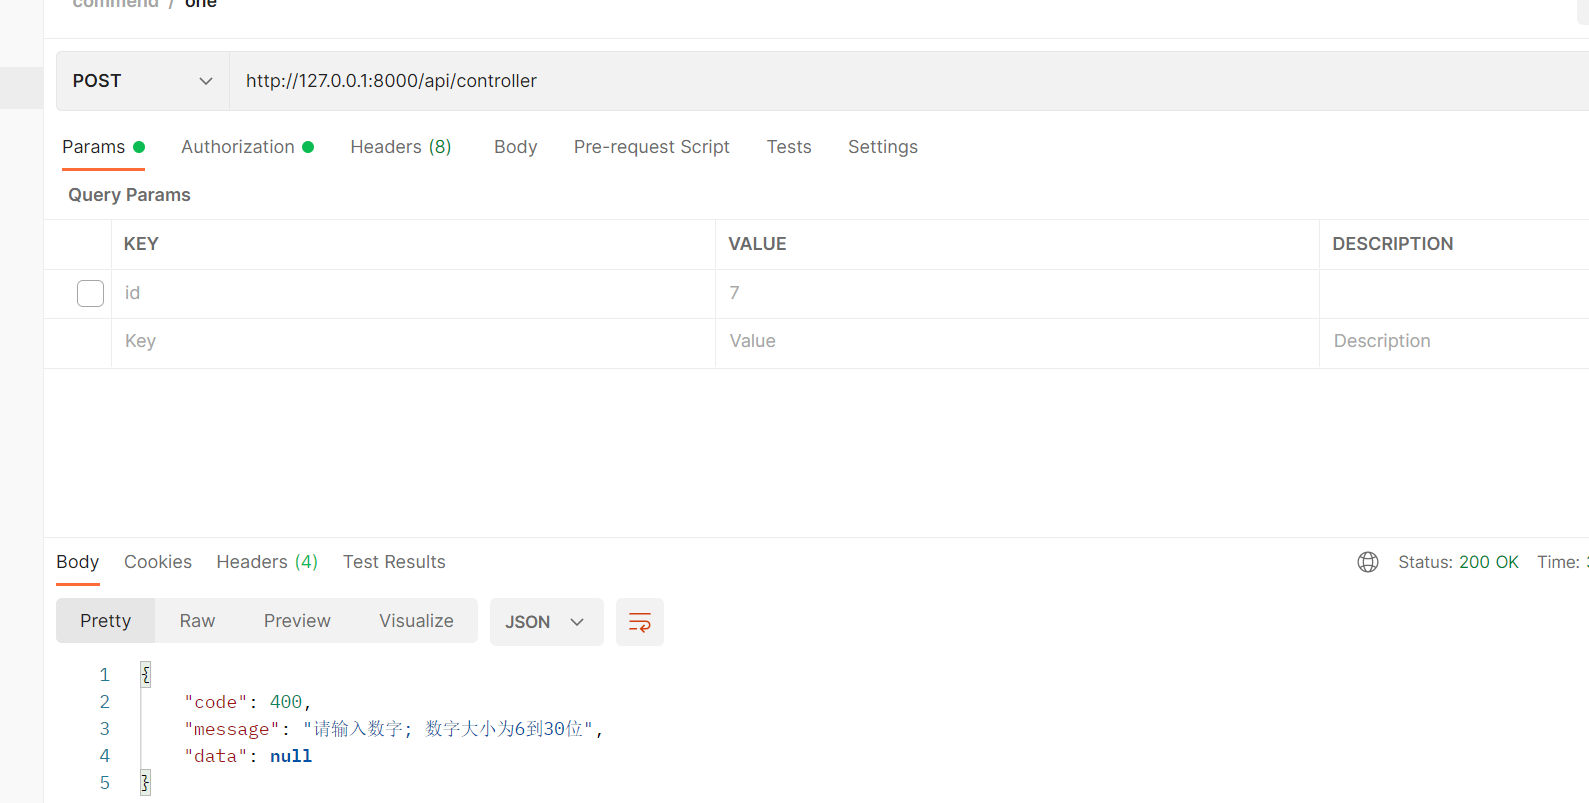 commend / one
POST http://127.0.0.1:8000/api/controller
Params Authorization Headers (8) Body Pre-request Script Tests Settings
Query Params
KEY VALUE DESCRIPTION
id 7
Key Value Description
Body Cookies Headers (4) Test Results Status: 200 OK Time:
Pretty Raw Preview Visualize JSON
1 {
2 "code": 400,
3 "message": "请输入数字; 数字大小为6到30位",
4 "data": null
5 }